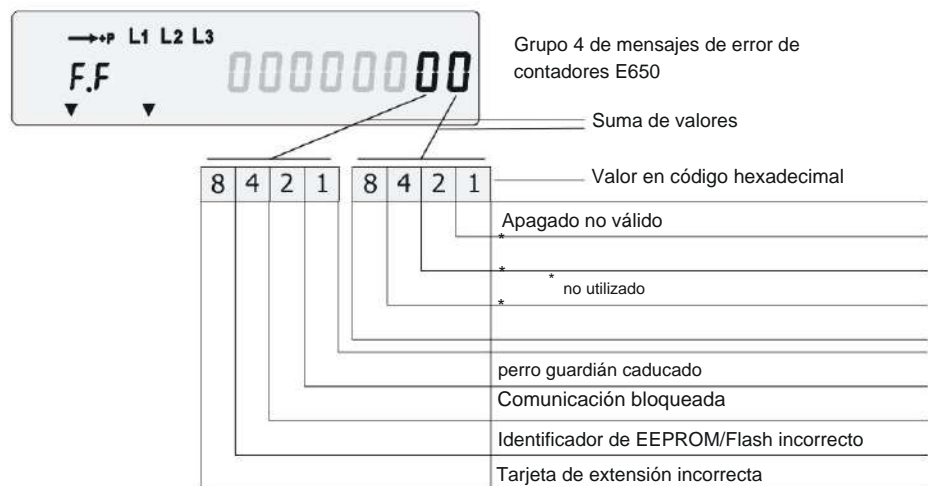 +P L1 L2 L3
F.F 00000000
Grupo 4 de mensajes de error de
contadores E650
Suma de valores
8 4 2 1 8 4 2 1
Valor en código hexadecimal
Apagado no válido
*
*
* no utilizado
*
perro guardián caducado
Comunicación bloqueada
Identificador de EEPROM/Flash incorrecto
Tarjeta de extensión incorrecta